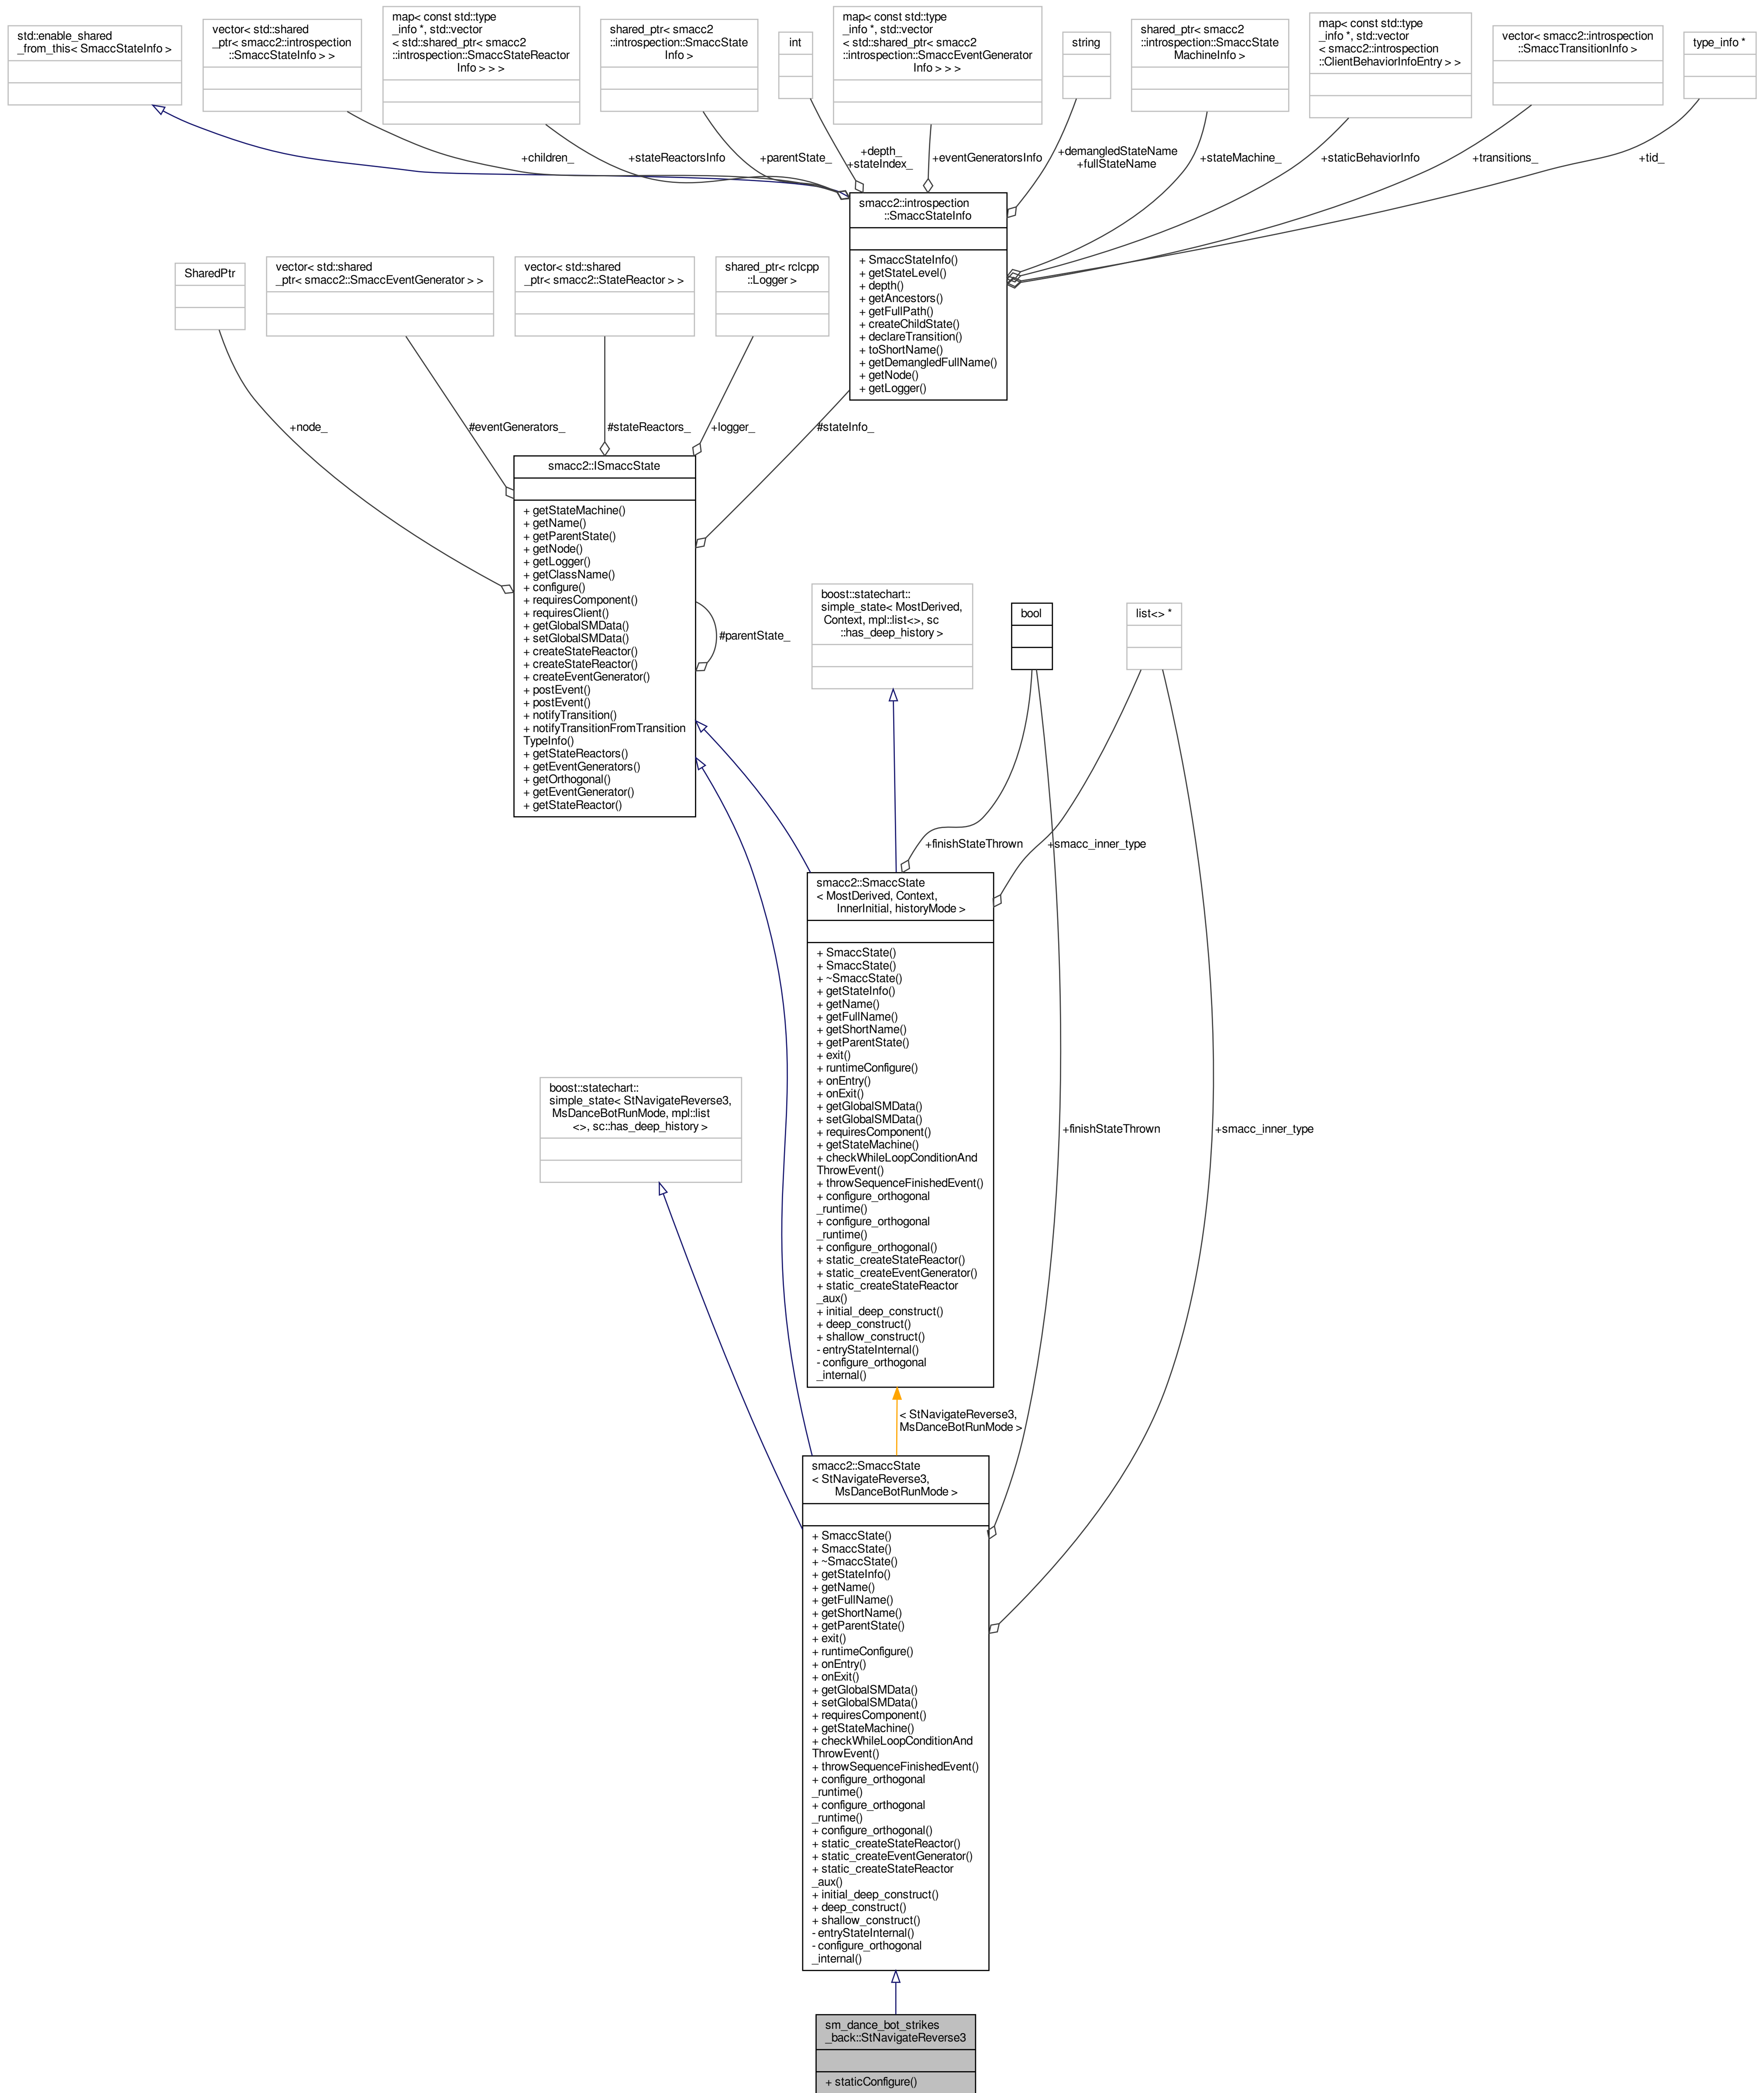 std::enable_shared
_from_this< SmaccStateInfo >
vector< std::shared
_ptr< smacc2::introspection
::SmaccStateInfo > >
map< const std::type
_info *, std::vector
< std::shared_ptr< smacc2
::introspection::SmaccStateReactor
Info > > >
shared_ptr< smacc2
::introspection::SmaccState
Info >
int
map< const std::type
_info *, std::vector
< std::shared_ptr< smacc2
::introspection::SmaccEventGenerator
Info > > >
string
shared_ptr< smacc2
::introspection::SmaccState
MachineInfo >
map< const std::type
_info *, std::vector
< smacc2::introspection
::ClientBehaviorInfoEntry > >
vector< smacc2::introspection
::SmaccTransitionInfo >
type_info *
+children_
+stateReactorsInfo
+parentState_
+depth_
+stateIndex_
+eventGeneratorsInfo
+demangledStateName
+fullStateName
+stateMachine_
+staticBehaviorInfo
+transitions_
+tid_
smacc2::introspection
::SmaccStateInfo
+ SmaccStateInfo()
+ getStateLevel()
+ depth()
+ getAncestors()
+ getFullPath()
+ createChildState()
+ declareTransition()
+ toShortName()
+ getDemangledFullName()
+ getNode()
+ getLogger()
SharedPtr
vector< std::shared
_ptr< smacc2::SmaccEventGenerator > >
vector< std::shared
_ptr< smacc2::StateReactor > >
shared_ptr< rclcpp
::Logger >
+node_
#eventGenerators_
#stateReactors_
+logger_
#stateInfo_
smacc2::ISmaccState
+ getStateMachine()
+ getName()
+ getParentState()
+ getNode()
+ getLogger()
+ getClassName()
+ configure()
+ requiresComponent()
+ requiresClient()
+ getGlobalSMData()
+ setGlobalSMData()
+ createStateReactor()
+ createStateReactor()
+ createEventGenerator()
+ postEvent()
+ postEvent()
+ notifyTransition()
+ notifyTransitionFromTransition
TypeInfo()
+ getStateReactors()
+ getEventGenerators()
+ getOrthogonal()
+ getEventGenerator()
+ getStateReactor()
#parentState_
boost::statechart::
simple_state< MostDerived,
Context, mpl::list<>, sc
::has_deep_history >
bool
list<> *
+finishStateThrown
+smacc_inner_type
smacc2::SmaccState
< MostDerived, Context,
InnerInitial, historyMode >
+ SmaccState()
+ SmaccState()
+ ~SmaccState()
+ getStateInfo()
+ getName()
+ getFullName()
+ getShortName()
+ getParentState()
+ exit()
+ runtimeConfigure()
+ onEntry()
+ onExit()
+ getGlobalSMData()
+ setGlobalSMData()
+ requiresComponent()
+ getStateMachine()
+ checkWhileLoopConditionAnd
ThrowEvent()
+ throwSequenceFinishedEvent()
+ configure_orthogonal
_runtime()
+ configure_orthogonal
_runtime()
+ configure_orthogonal()
+ static_createStateReactor()
+ static_createEventGenerator()
+ static_createStateReactor
_aux()
+ initial_deep_construct()
+ deep_construct()
+ shallow_construct()
- entryStateInternal()
- configure_orthogonal
_internal()
boost::statechart::
simple_state< StNavigateReverse3,
MsDanceBotRunMode, mpl::list
<>, sc::has_deep_history >
+finishStateThrown
+smacc_inner_type
< StNavigateReverse3,
MsDanceBotRunMode >
smacc2::SmaccState
< StNavigateReverse3,
MsDanceBotRunMode >
+ SmaccState()
+ SmaccState()
+ ~SmaccState()
+ getStateInfo()
+ getName()
+ getFullName()
+ getShortName()
+ getParentState()
+ exit()
+ runtimeConfigure()
+ onEntry()
+ onExit()
+ getGlobalSMData()
+ setGlobalSMData()
+ requiresComponent()
+ getStateMachine()
+ checkWhileLoopConditionAnd
ThrowEvent()
+ throwSequenceFinishedEvent()
+ configure_orthogonal
_runtime()
+ configure_orthogonal
_runtime()
+ configure_orthogonal()
+ static_createStateReactor()
+ static_createEventGenerator()
+ static_createStateReactor
_aux()
+ initial_deep_construct()
+ deep_construct()
+ shallow_construct()
- entryStateInternal()
- configure_orthogonal
_internal()
sm_dance_bot_strikes
_back::StNavigateReverse3
+ staticConfigure()